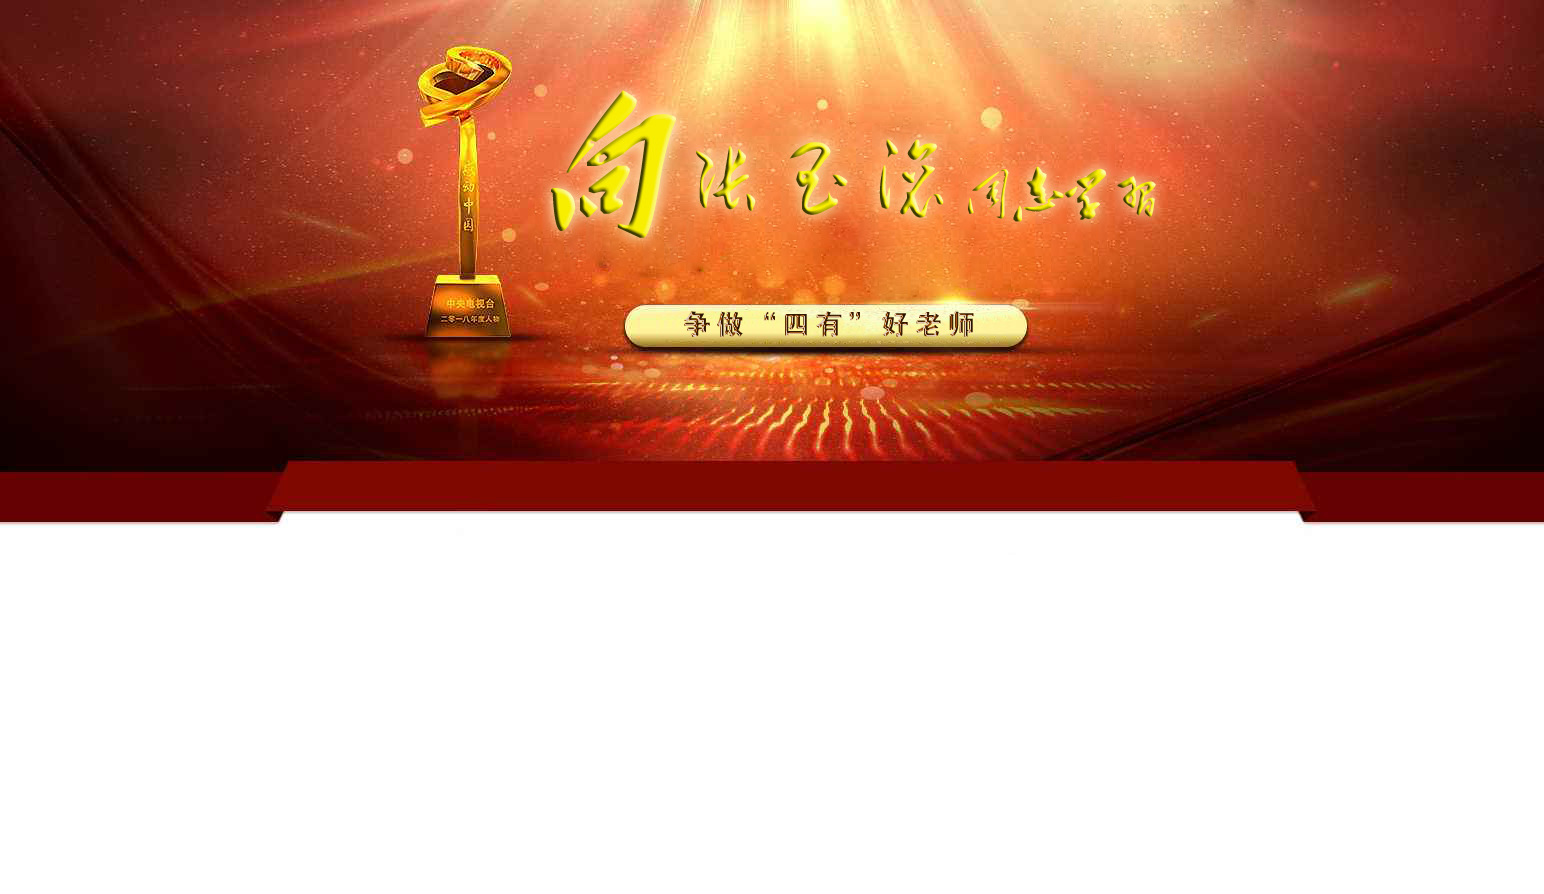 向张玉滚同志学习
感动中国
中央电视台
二零一八年度人物
争做“四有”好老师